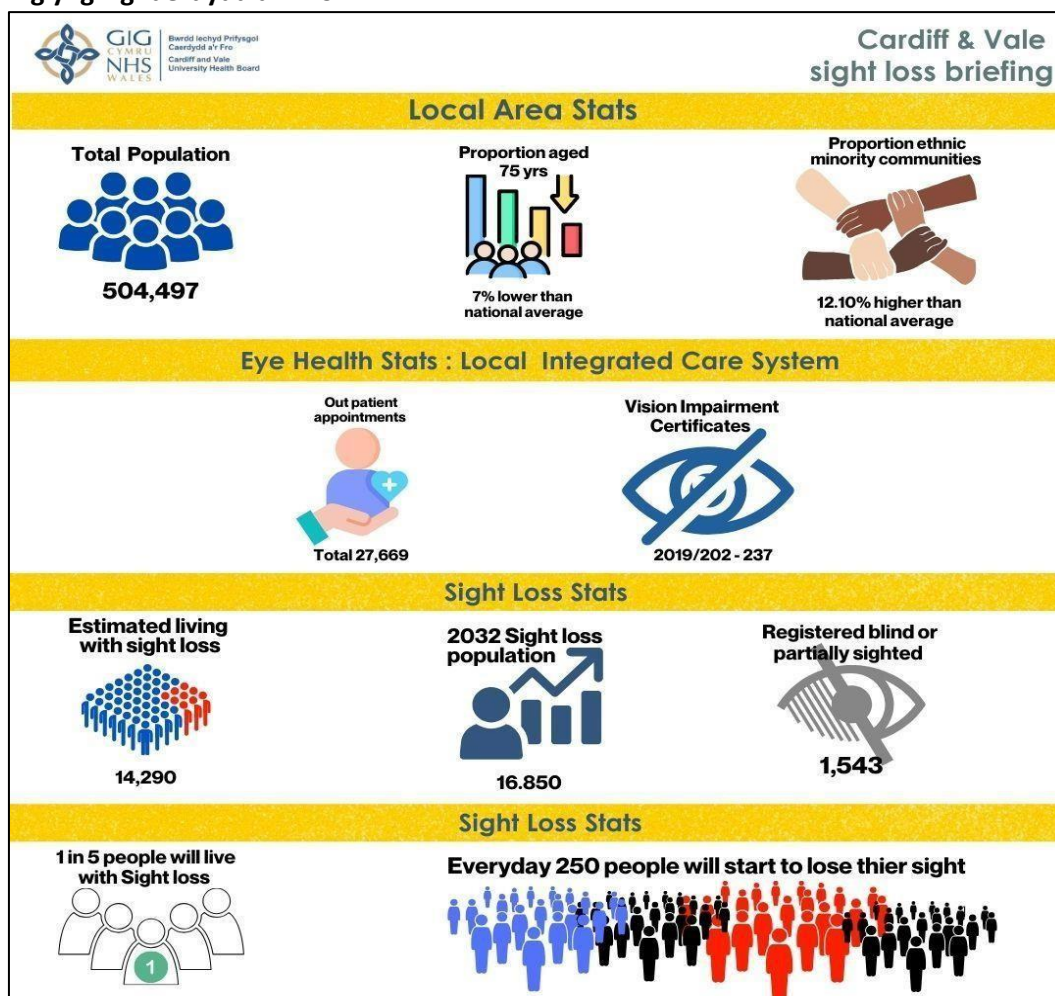 GIG
CYMRU
NHS
WALES
Bwrdd Iechyd Prifysgol
Caerdydd a'r Fro
Cardiff and Vale
University Health Board
Cardiff & Vale
sight loss briefing
Local Area Stats
Total Population
504,497
Proportion aged
75 yrs
7% lower than
national average
Proportion ethnic
minority communities
12.10% higher than
national average
Eye Health Stats : Local Integrated Care System
Out patient
appointments
Total 27,669
Vision Impairment
Certificates
2019/202 - 237
Sight Loss Stats
Estimated living
with sight loss
14,290
2032 Sight loss
population
16.850
Registered blind or
partially sighted
1,543
Sight Loss Stats
1 in 5 people will live
with Sight loss
1
Everyday 250 people will start to lose thier sight